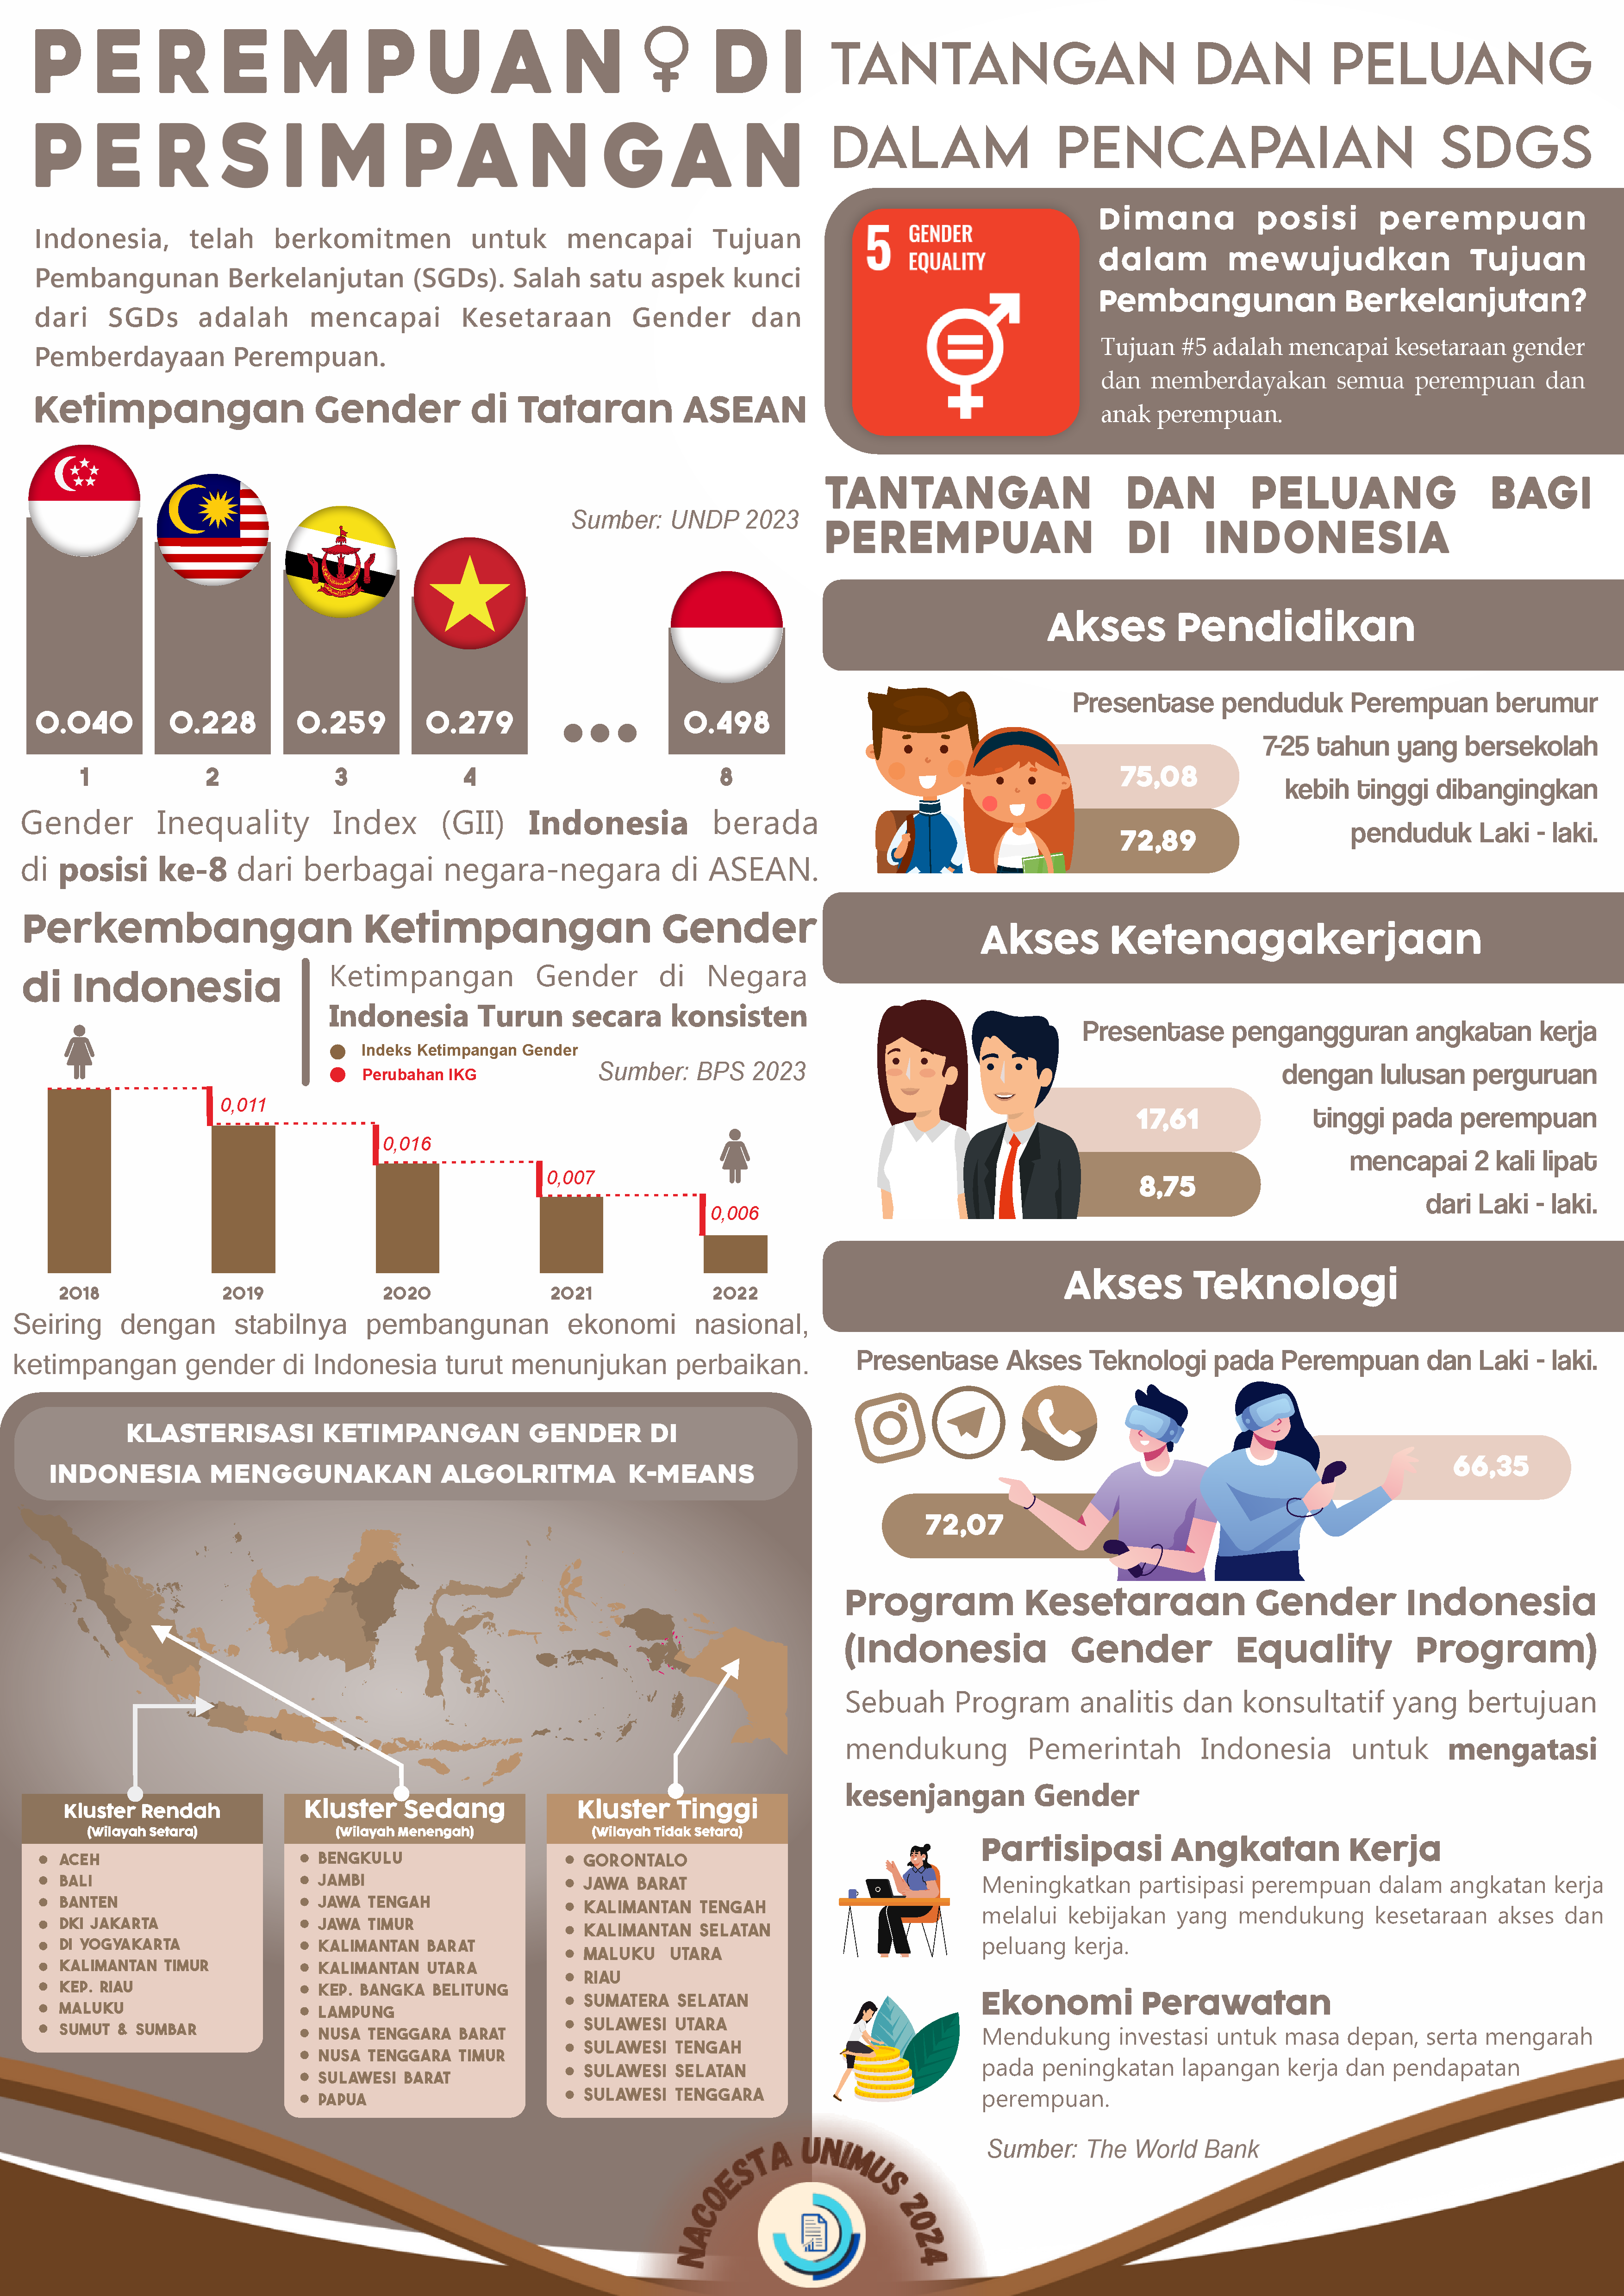 PEREMPUAN♀DI
PERSIMPANGAN
TANTANGAN DAN PELUANG
DALAM PENCAPAIAN SDGS
Indonesia, telah berkomitmen untuk mencapai Tujuan
Pembangunan Berkelanjutan (SGDs). Salah satu aspek kunci
dari SGDs adalah mencapai Kesetaraan Gender dan
Pemberdayaan Perempuan.
Ketimpangan Gender di Tataran ASEAN
Sumber: UNDP 2023
0.040 0.228 0.259 0.279 0.498
1 2 3 4 8
Gender Inequality Index (GII) Indonesia berada
di posisi ke-8 dari berbagai negara-negara di ASEAN.
Perkembangan Ketimpangan Gender
di Indonesia
Ketimpangan Gender di Negara
Indonesia Turun secara konsisten
Indeks Ketimpangan Gender
Perubahan IKG
Sumber: BPS 2023
0,011
0,016
0,007
0,006
2018 2019 2020 2021 2022
Seiring dengan stabilnya pembangunan ekonomi nasional,
ketimpangan gender di Indonesia turut menunjukan perbaikan.
KLASTERISASI KETIMPANGAN GENDER DI
INDONESIA MENGGUNAKAN ALGOLRITMA K-MEANS
Kluster Rendah
(Wilayah Setara)
• ACEH
• BALI
• BANTEN
• DKI JAKARTA
• DI YOGYAKARTA
• KALIMANTAN TIMUR
• KEP. RIAU
• MALUKU
• SUMUT & SUMBAR
Kluster Sedang
(Wilayah Menengah)
• BENGKULU
• JAMBI
• JAWA TENGAH
• JAWA TIMUR
• KALIMANTAN BARAT
• KALIMANTAN UTARA
• KEP. BANGKA BELITUNG
• LAMPUNG
• NUSA TENGGARA BARAT
• NUSA TENGGARA TIMUR
• SULAWESI BARAT
• PAPUA
Kluster Tinggi
(Wilayah Tidak Setara)
• GORONTALO
• JAWA BARAT
• KALIMANTAN TENGAH
• KALIMANTAN SELATAN
• MALUKU UTARA
• RIAU
• SUMATERA SELATAN
• SULAWESI UTARA
• SULAWESI TENGAH
• SULAWESI SELATAN
• SULAWESI TENGGARA
5 GENDER
EQUALITY
Dimana posisi perempuan
dalam mewujudkan Tujuan
Pembangunan Berkelanjutan?
Tujuan #5 adalah mencapai kesetaraan gender
dan memberdayakan semua perempuan dan
anak perempuan.
TANTANGAN DAN PELUANG BAGI
PEREMPUAN DI INDONESIA
Akses Pendidikan
Presentase penduduk Perempuan berumur
7-25 tahun yang bersekolah
kebih tinggi dibangingkan
penduduk Laki - laki.
75,08
72,89
Akses Ketenagakerjaan
Presentase pengangguran angkatan kerja
dengan lulusan perguruan
tinggi pada perempuan
mencapai 2 kali lipat
dari Laki - laki.
17,61
8,75
Akses Teknologi
Presentase Akses Teknologi pada Perempuan dan Laki - laki.
66,35
72,07
Program Kesetaraan Gender Indonesia
(Indonesia Gender Equality Program)
Sebuah Program analitis dan konsultatif yang bertujuan
mendukung Pemerintah Indonesia untuk mengatasi
kesenjangan Gender
Partisipasi Angkatan Kerja
Meningkatkan partisipasi perempuan dalam angkatan kerja
melalui kebijakan yang mendukung kesetaraan akses dan
peluang kerja.
Ekonomi Perawatan
Mendukung investasi untuk masa depan, serta mengarah
pada peningkatan lapangan kerja dan pendapatan
perempuan.
Sumber: The World Bank
NACOESTA UNIMUS 2024